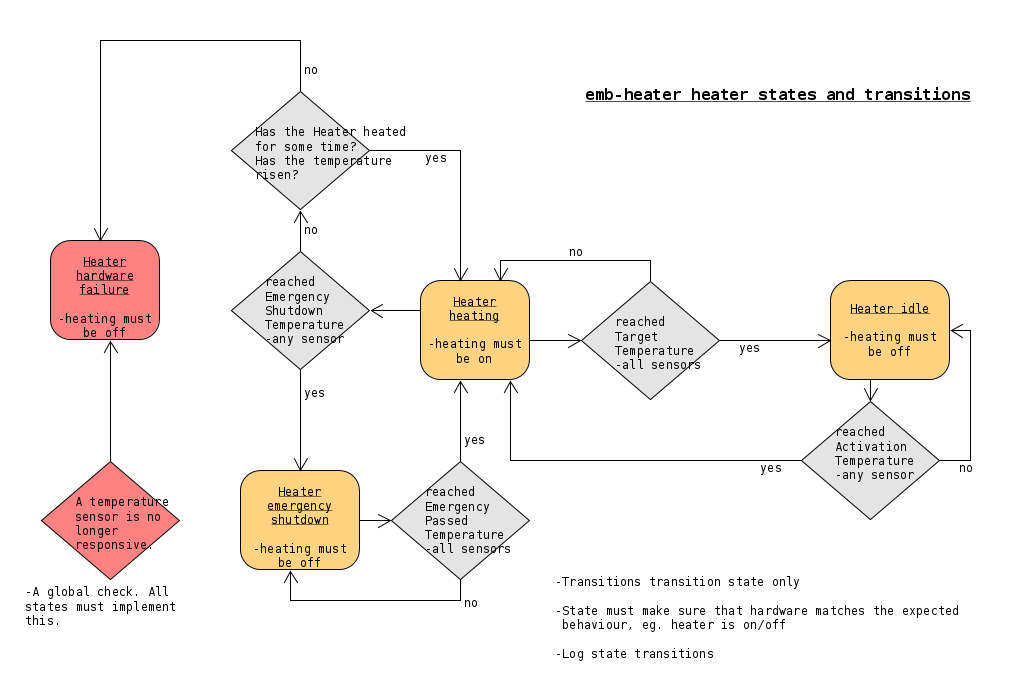 no
emb-heater heater states and transitions
Has the Heater heated
for some time?
Has the temperature
risen?
yes
no
no
Heater
hardware
failure
-heating must
be off
reached
Emergency
Shutdown
Temperature
-any sensor
Heater
heating
-heating must
be on
reached
Target
Temperature
-all sensors
yes
Heater idle
-heating must
be off
yes
reached
Activation
Temperature
-any sensor
yes
no
yes
A temperature
sensor is no
longer
responsive.
Heater
emergency
shutdown
-heating must
be off
reached
Emergency
Passed
Temperature
-all sensors
no
-A global check. All
states must implement
this.
-Transitions transition state only
-State must make sure that hardware matches the expected
behaviour, eg. heater is on/off
-Log state transitions